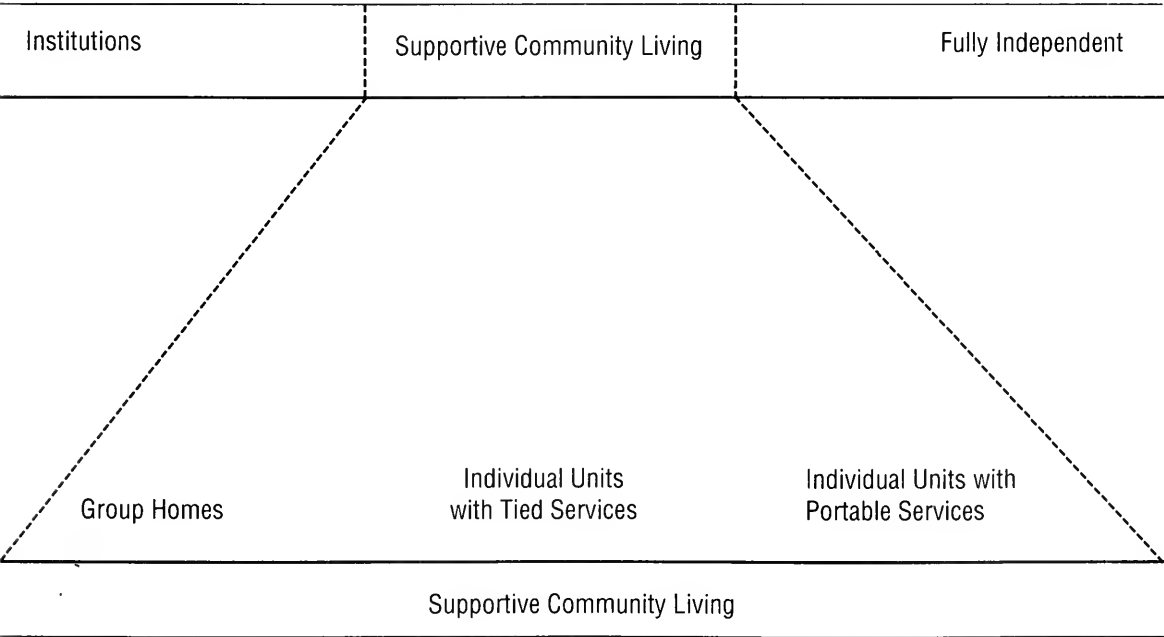 Institutions
Supportive Community Living
Fully Independent
Group Homes
Individual Units
with Tied Services
Individual Units with
Portable Services
Supportive Community Living